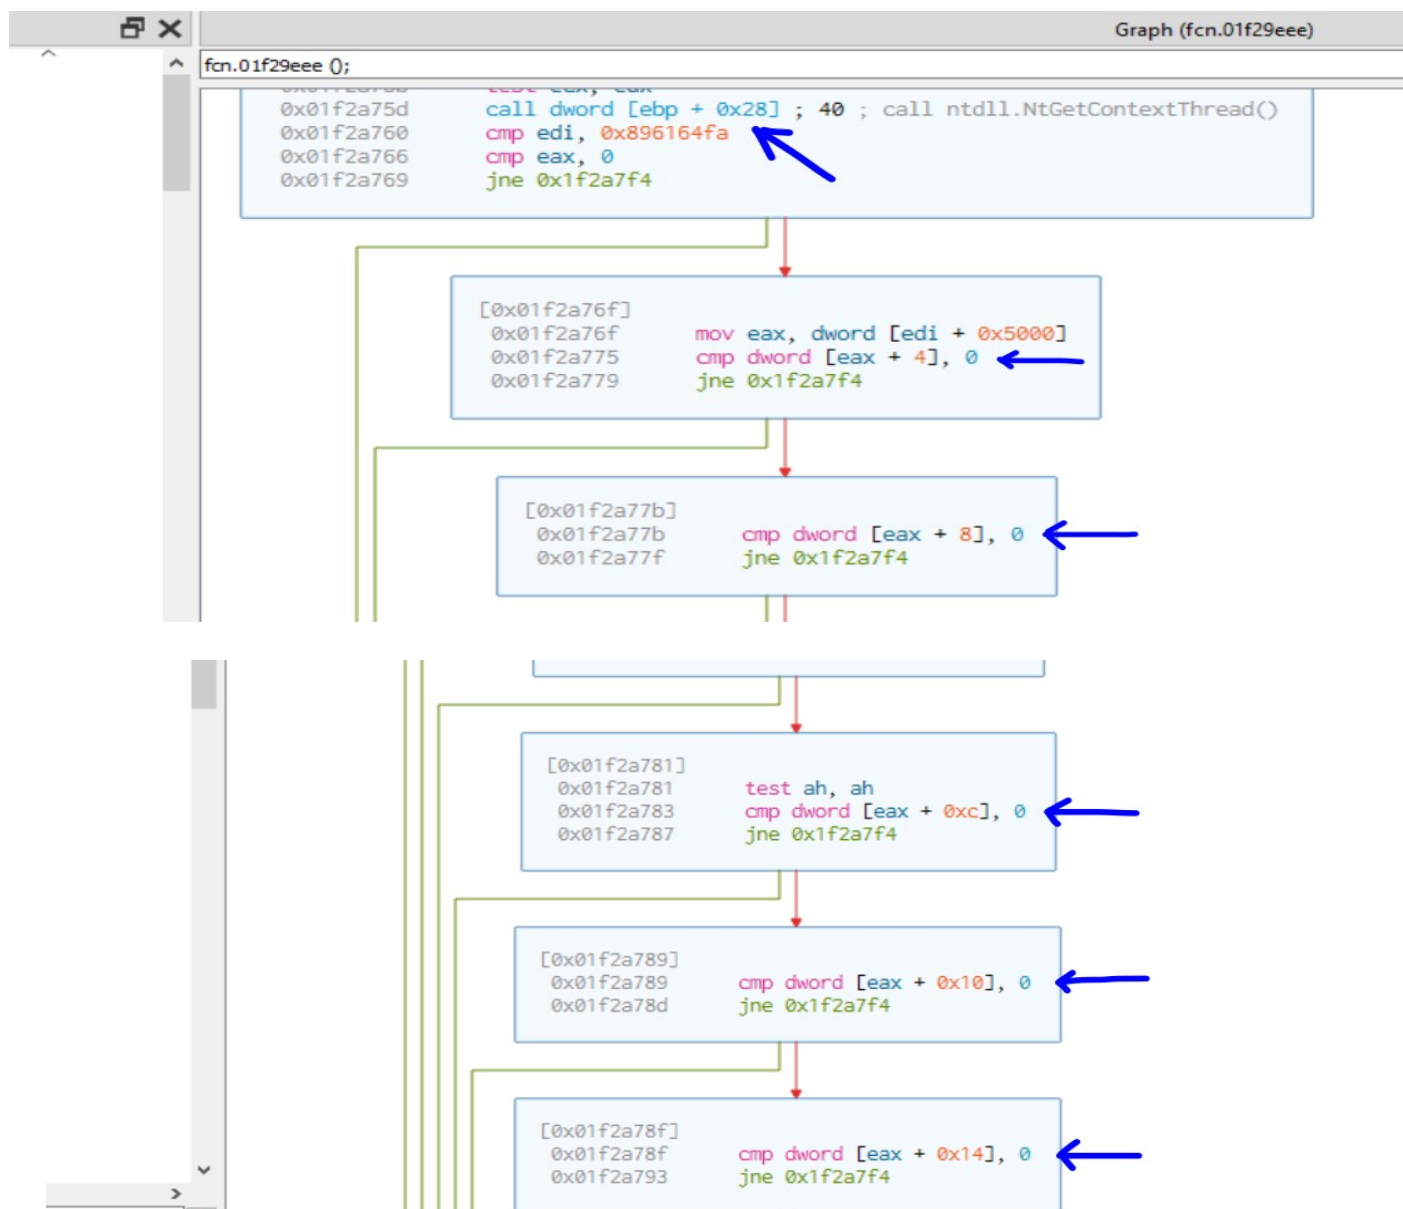 Graph (fcn.01f29eee)
fcn.01f29eee ();
0x01f2a75d call dword [ebp + 0x28] ; 40 ; call ntdll.NtGetContextThread()
0x01f2a760 cmp edi, 0x896164fa
0x01f2a766 cmp eax, 0
0x01f2a769 jne 0x1f2a7f4
[0x01f2a76f]
0x01f2a76f mov eax, dword [edi + 0x5000]
0x01f2a775 cmp dword [eax + 4], 0
0x01f2a779 jne 0x1f2a7f4
[0x01f2a77b]
0x01f2a77b cmp dword [eax + 8], 0
0x01f2a77f jne 0x1f2a7f4
[0x01f2a781]
0x01f2a781 test ah, ah
0x01f2a783 cmp dword [eax + 0xc], 0
0x01f2a787 jne 0x1f2a7f4
[0x01f2a789]
0x01f2a789 cmp dword [eax + 0x10], 0
0x01f2a78d jne 0x1f2a7f4
[0x01f2a78f]
0x01f2a78f cmp dword [eax + 0x14], 0
0x01f2a793 jne 0x1f2a7f4